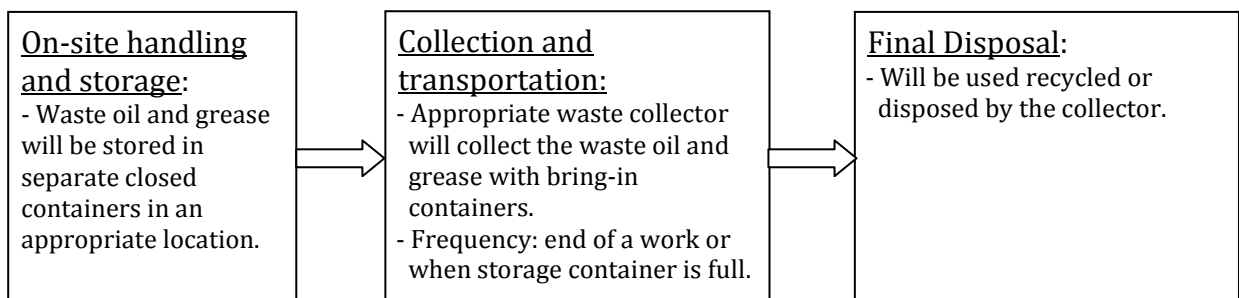 On-site handling
and storage:
- Waste oil and grease
will be stored in
separate closed
containers in an
appropriate location.
Collection and
transportation:
- Appropriate waste collector
will collect the waste oil and
grease with bring-in
containers.
- Frequency: end of a work or
when storage container is full.
Final Disposal:
- Will be used recycled or
disposed by the collector.